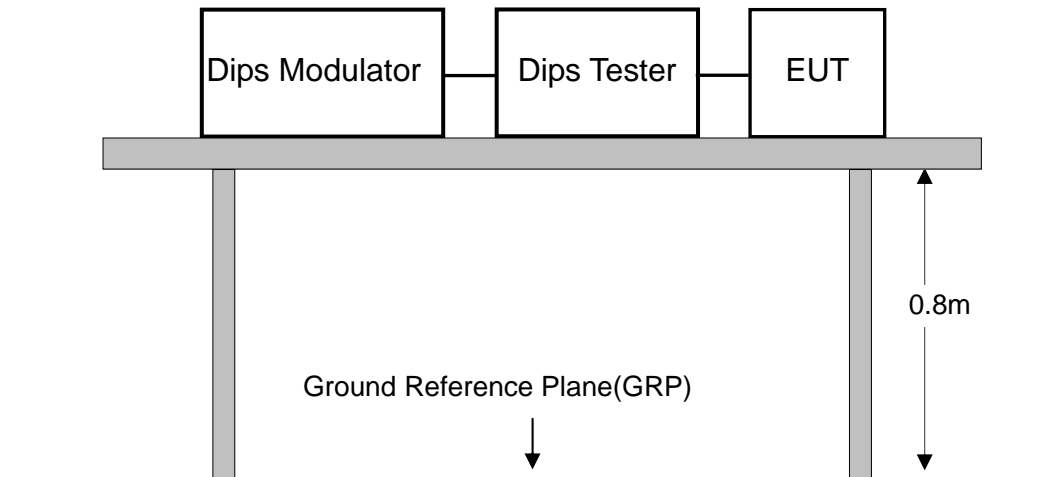 Dips Modulator
Dips Tester
EUT
0.8m
Ground Reference Plane(GRP)